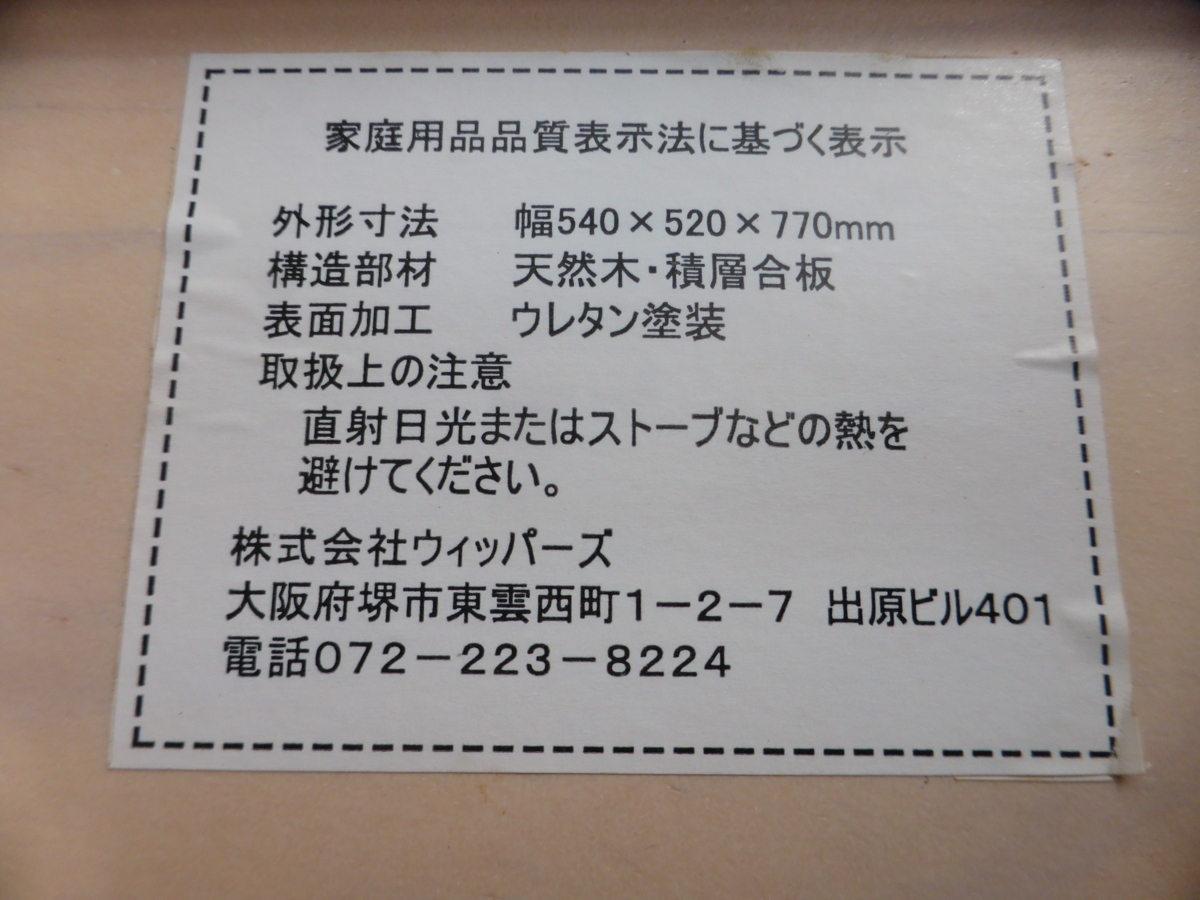 家庭用品品質表示法に基づく表示
外形寸法　　幅540×520×770mm
構造部材　　天然木・積層合板
表面加工　　ウレタン塗装
取扱上の注意
直射日光またはストーブなどの熱を
避けてください。
株式会社ウィッパーズ
大阪府堺市東雲西町1－2－7　出原ビル401
電話072－223－8224